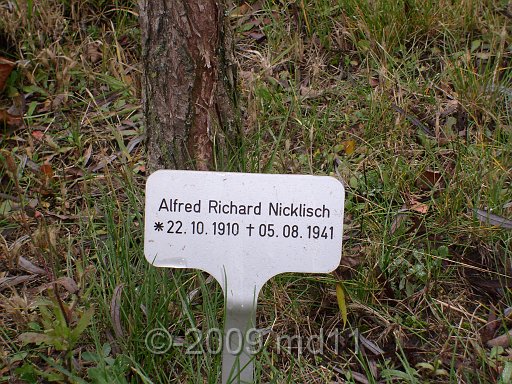 Alfred Richard Nicklisch
*22.10.1910 †05.08.1941
© 2009 md11